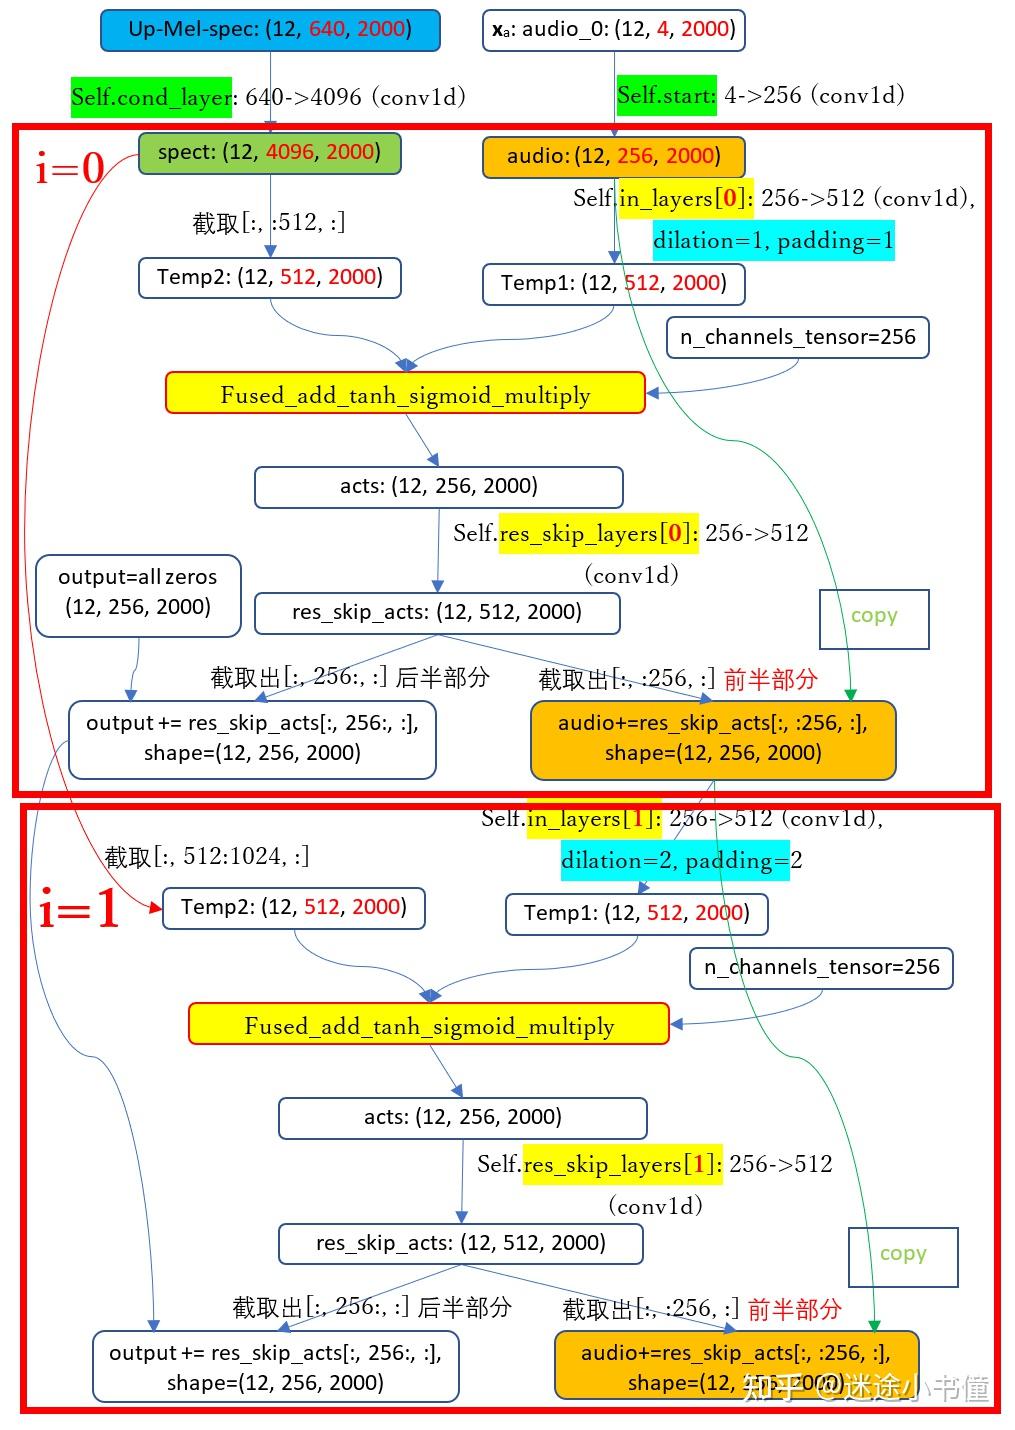 Up-Mel-spec: (12, 640, 2000)
xₐ: audio_0: (12, 4, 2000)
Self.cond_layer: 640->4096 (conv1d)
Self.start: 4->256 (conv1d)
i=0
spect: (12, 4096, 2000)
audio: (12, 256, 2000)
Self.in_layers[0]: 256->512 (conv1d),
dilation=1, padding=1
截取[:, :512, :]
Temp2: (12, 512, 2000)
Temp1: (12, 512, 2000)
n_channels_tensor=256
Fused_add_tanh_sigmoid_multiply
acts: (12, 256, 2000)
Self.res_skip_layers[0]: 256->512
(conv1d)
output=all zeros
(12, 256, 2000)
res_skip_acts: (12, 512, 2000)
copy
截取出[:, 256:, :] 后半部分
截取出[:, :256, :] 前半部分
output += res_skip_acts[:, 256:, :],
shape=(12, 256, 2000)
audio+=res_skip_acts[:, :256, :],
shape=(12, 256, 2000)
Self.in_layers[1]: 256->512 (conv1d),
dilation=2, padding=2
截取[:, 512:1024, :]
i=1
Temp2: (12, 512, 2000)
Temp1: (12, 512, 2000)
n_channels_tensor=256
Fused_add_tanh_sigmoid_multiply
acts: (12, 256, 2000)
Self.res_skip_layers[1]: 256->512
(conv1d)
res_skip_acts: (12, 512, 2000)
copy
截取出[:, 256:, :] 后半部分
截取出[:, :256, :] 前半部分
output += res_skip_acts[:, 256:, :],
shape=(12, 256, 2000)
audio+=res_skip_acts[:, :256, :],
shape=(12, 256, 2000)
知乎 @迷途小书僮